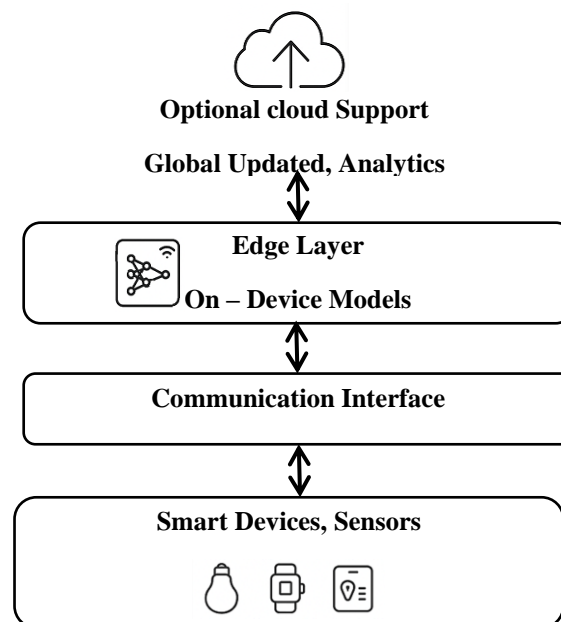 Optional cloud Support
Global Updated, Analytics
Edge Layer
On – Device Models
Communication Interface
Smart Devices, Sensors